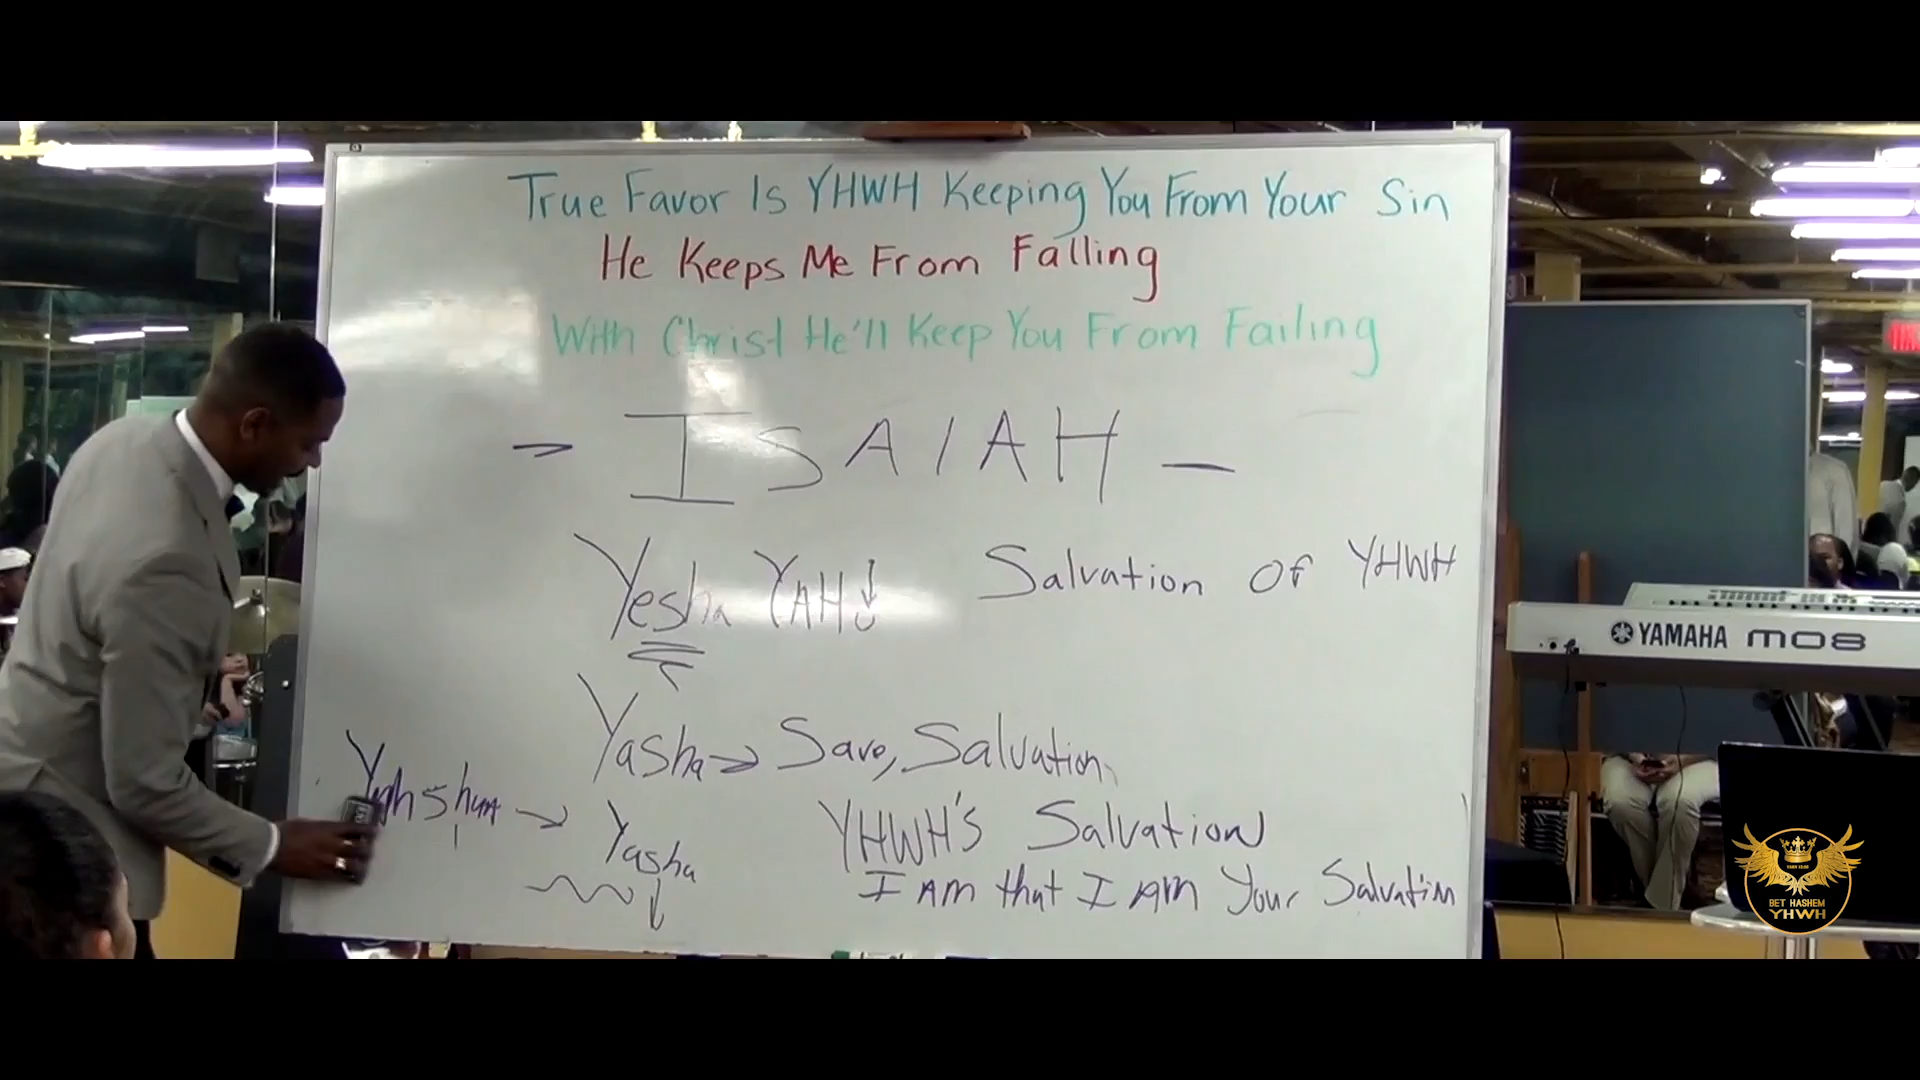 True Favor Is YHWH Keeping You From Your Sin
He Keeps Me From Falling
With Christ He'll Keep You From Failing
- ISAIAH -
Yesha YAH Salvation Of YHWH
Yasha → Save, Salvation
Yahshua → Yasha
YHWH'S Salvation
I AM that I AM Your Salvation
YAMAHA MO8
BET HASHEM
YHWH